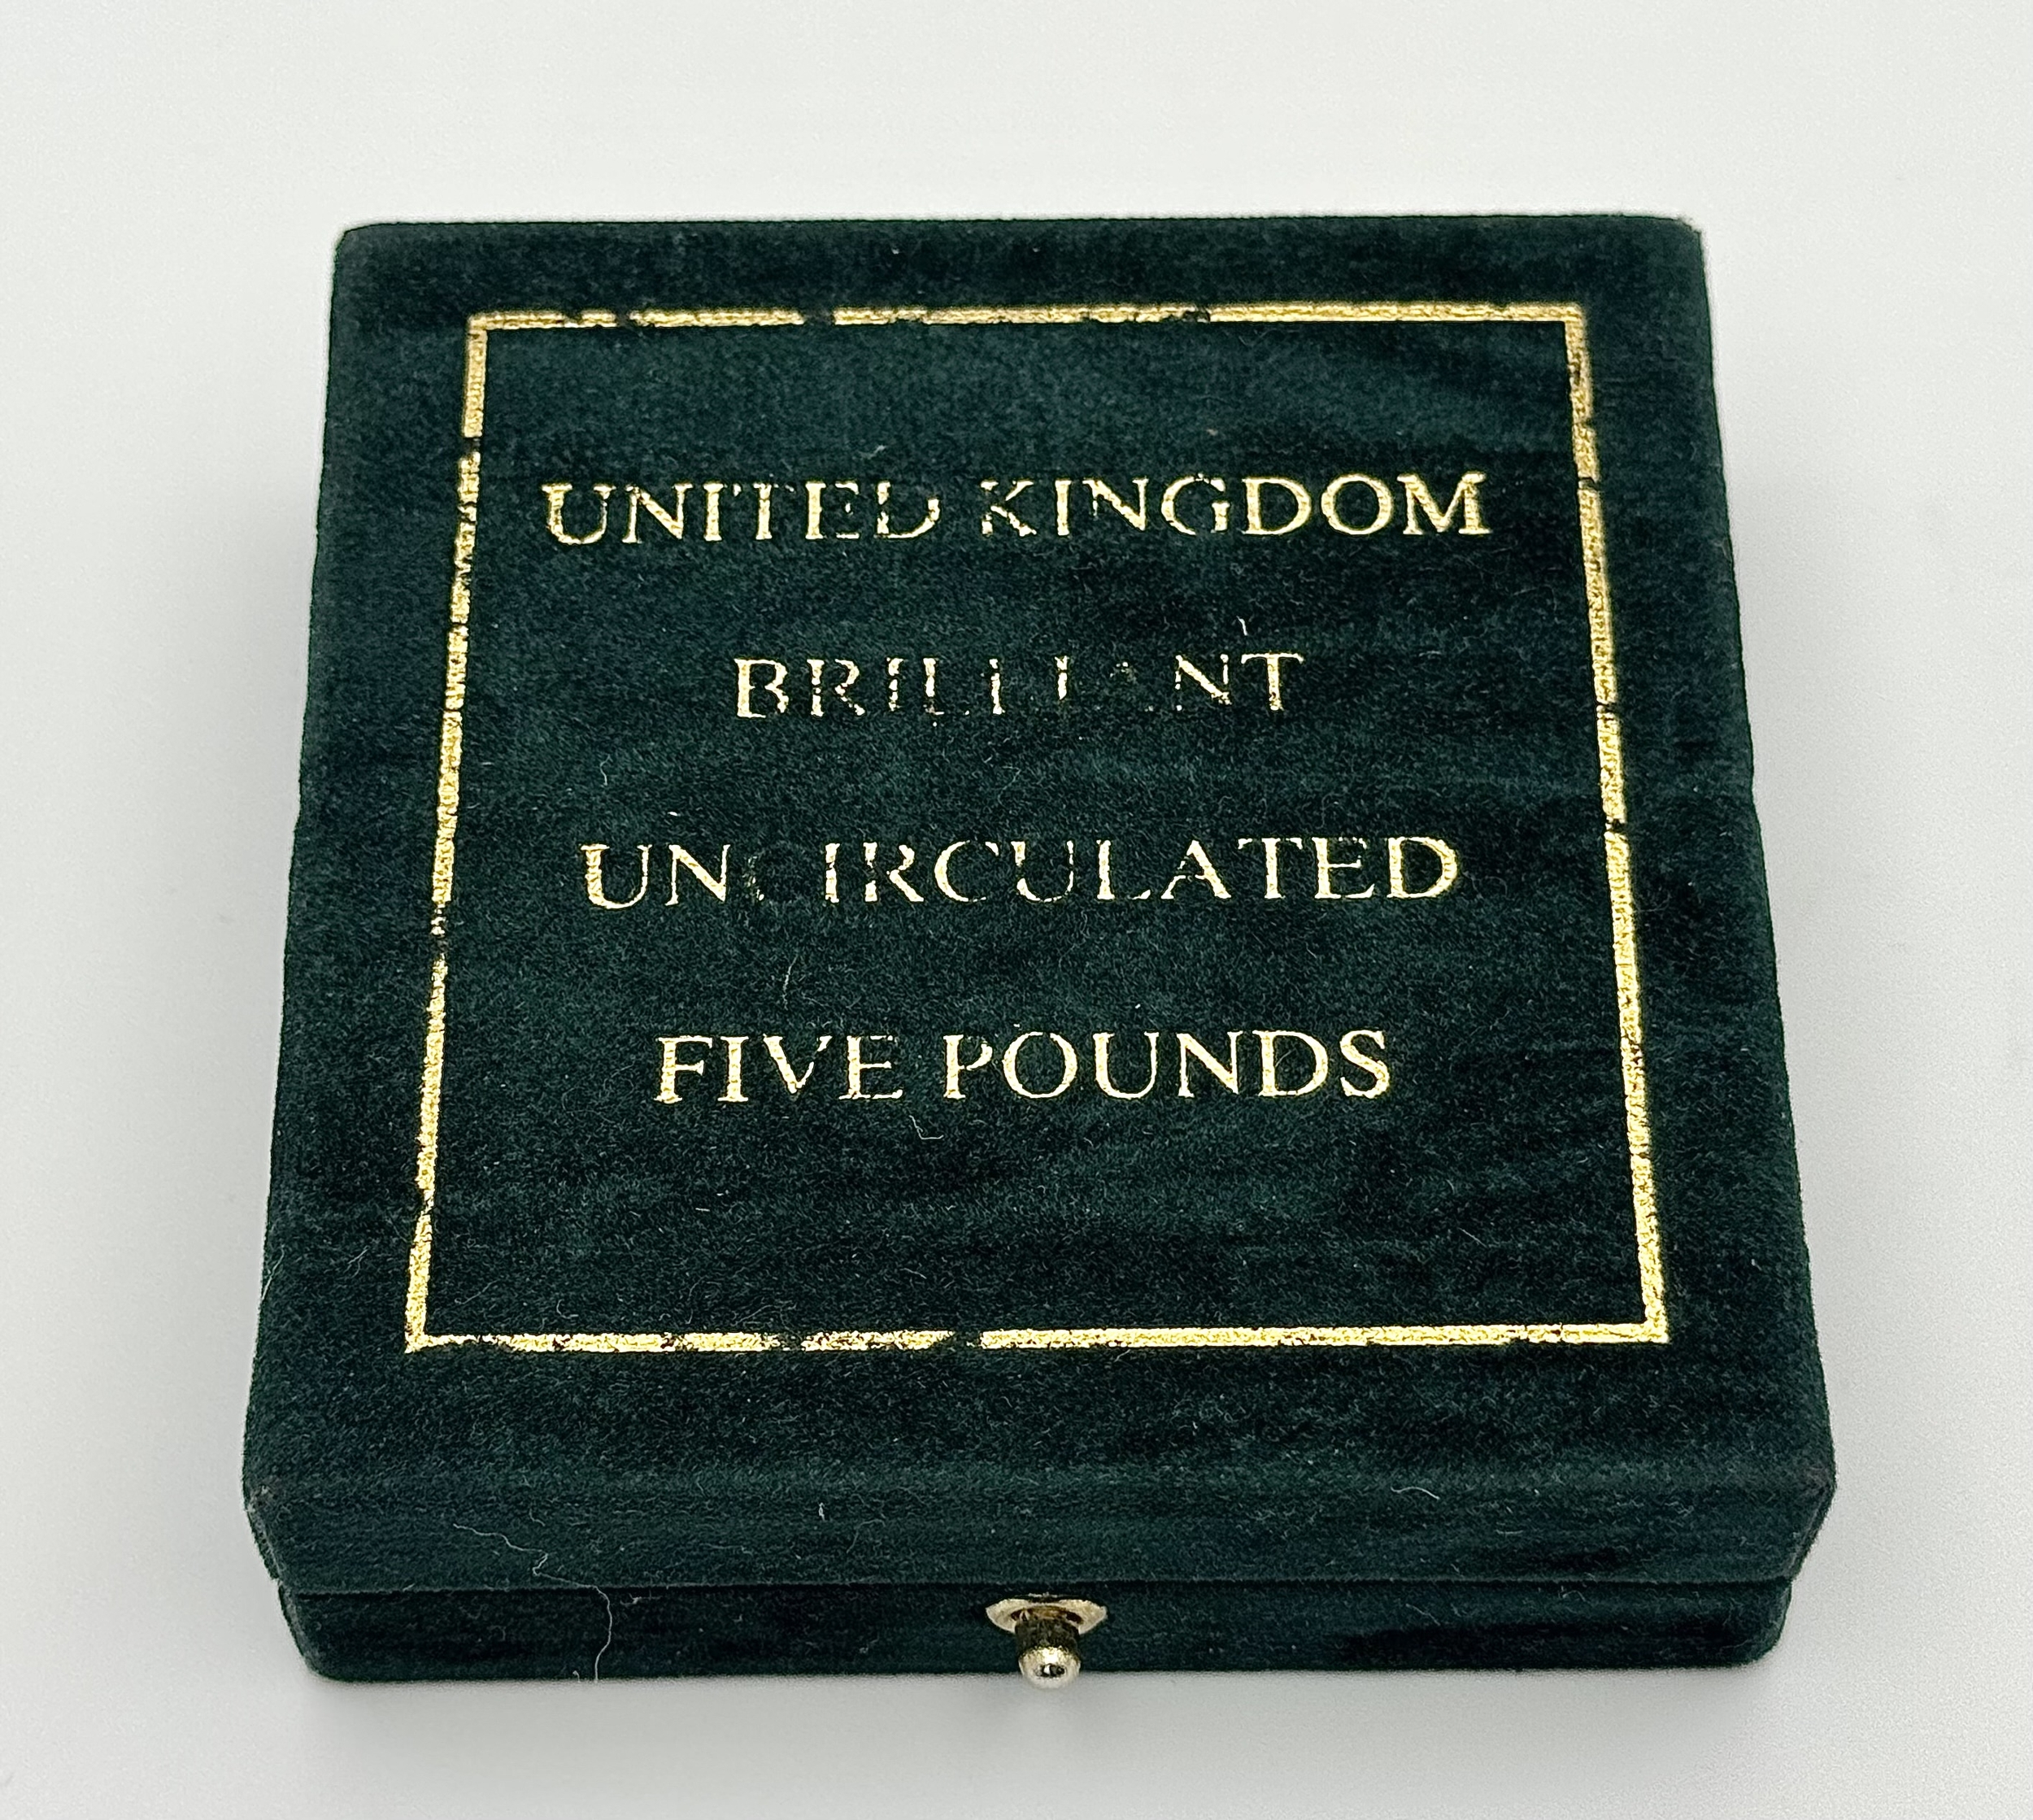 UNITED KINGDOM
BRILLIANT
UNCIRCULATED
FIVE POUNDS